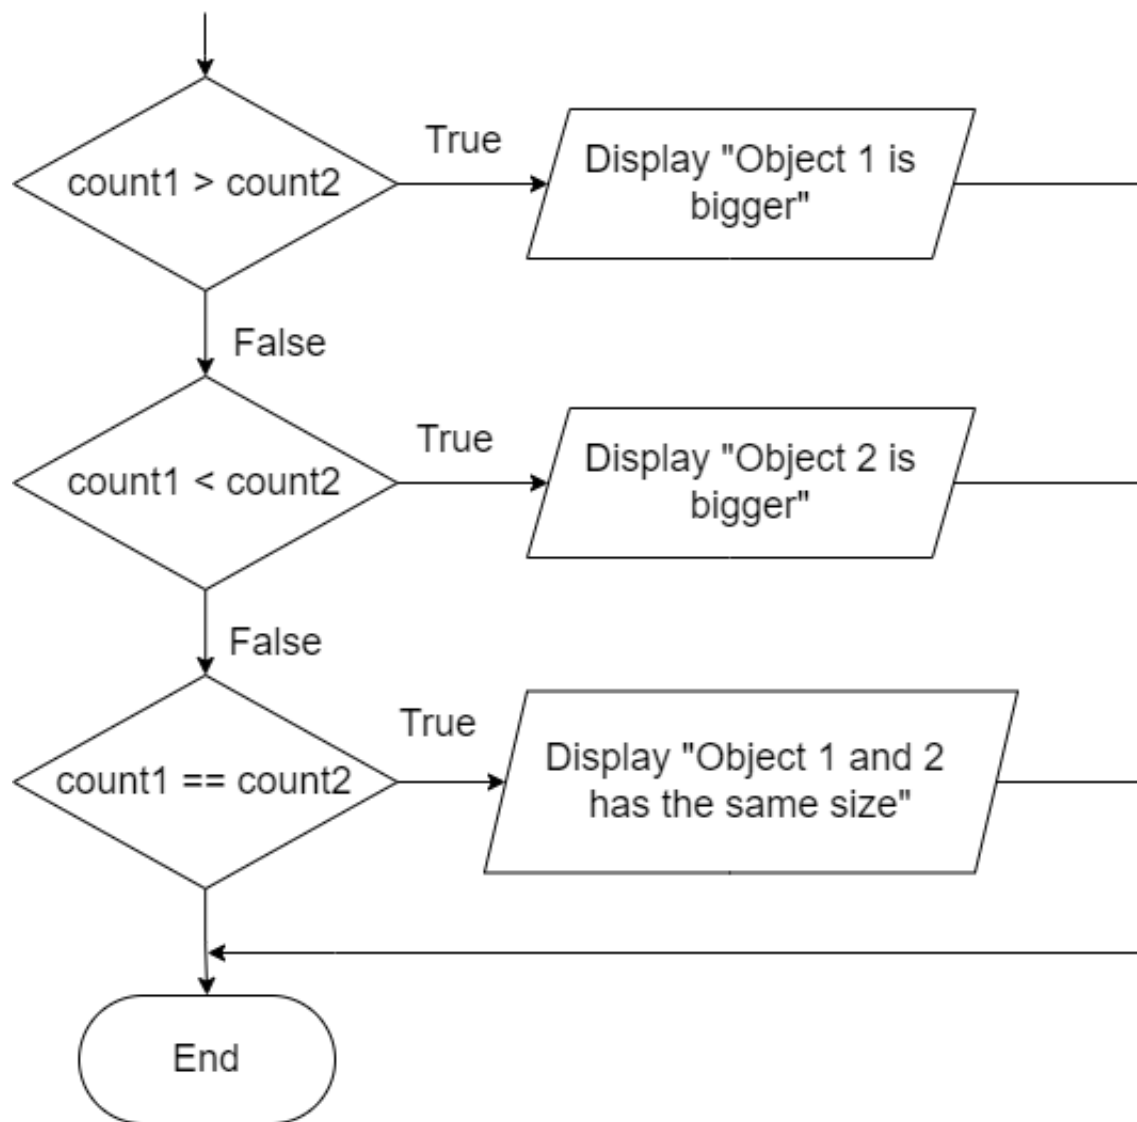 True
count1 > count2
Display "Object 1 is
bigger"
False
True
count1 < count2
Display "Object 2 is
bigger"
False
True
count1 == count2
Display "Object 1 and 2
has the same size"
End